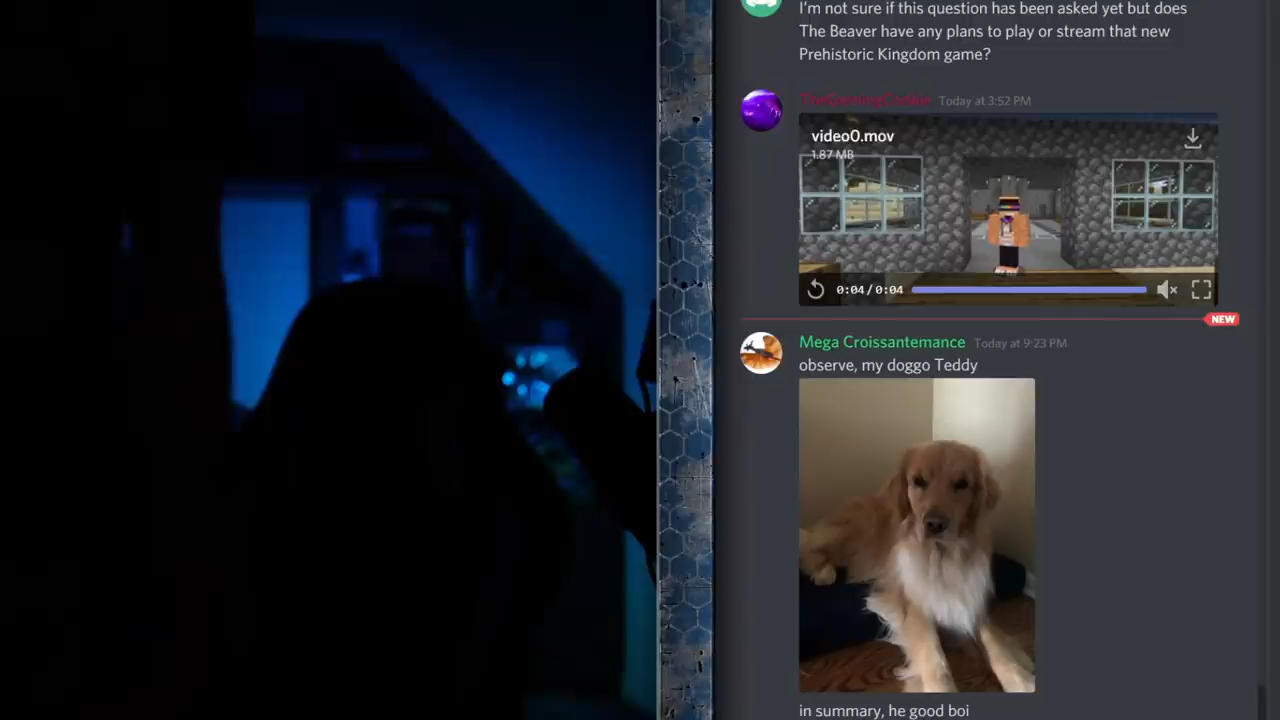 I'm not sure if this question has been asked yet but does
The Beaver have any plans to play or stream that new
Prehistoric Kingdom game?
TheGamingCookie Today at 3:52 PM
video0.mov
1.87 MB
0:04/0:04
NEW
Mega Croissantemance Today at 9:23 PM
observe, my doggo Teddy
in summary, he good boi